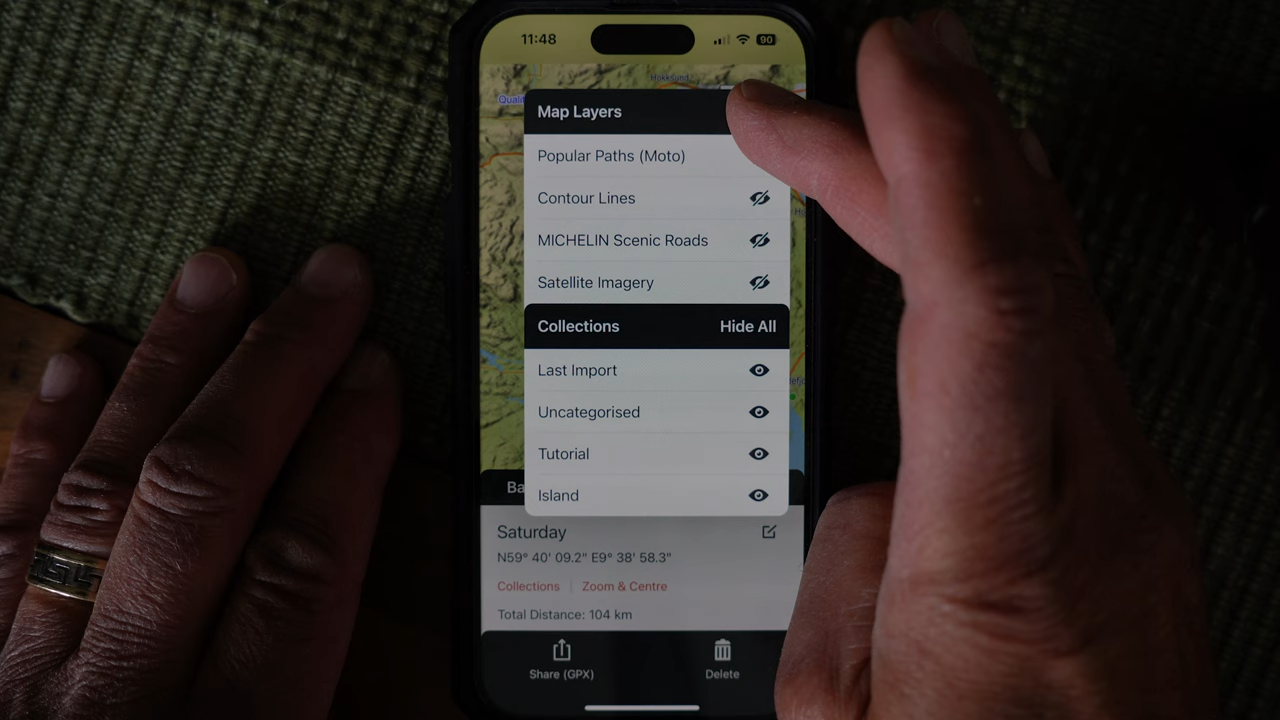 11:48
90
Hokksund
Map Layers
Popular Paths (Moto)
Contour Lines
MICHELIN Scenic Roads
Satellite Imagery
Collections Hide All
Last Import
Uncategorised
Tutorial
Island
Saturday
N59° 40' 09.2" E9° 38' 58.3"
Collections | Zoom & Centre
Total Distance: 104 km
Share (GPX) Delete